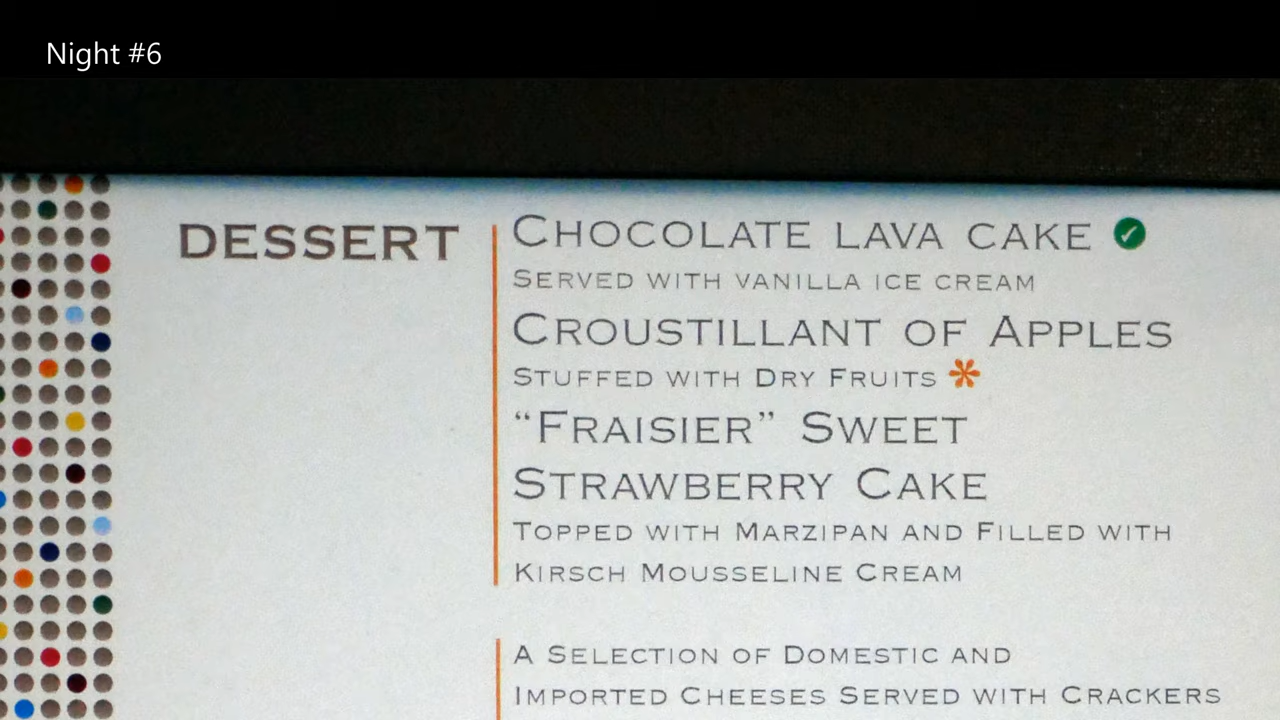 Night #6
DESSERT
CHOCOLATE LAVA CAKE
SERVED WITH VANILLA ICE CREAM
CROUSTILLANT OF APPLES
STUFFED WITH DRY FRUITS *
“FRAISIER” SWEET
STRAWBERRY CAKE
TOPPED WITH MARZIPAN AND FILLED WITH
KIRSCH MOUSSELINE CREAM
A SELECTION OF DOMESTIC AND
IMPORTED CHEESES SERVED WITH CRACKERS